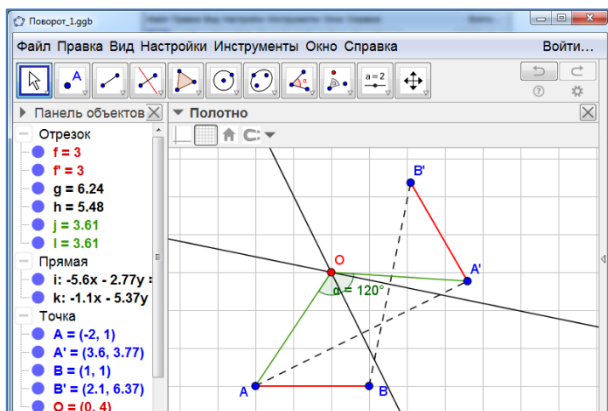 Поворот_1.ggb
Файл Правка Вид Настройки Инструменты Окно Справка Войти...
A
a = 2
Панель объектов
Полотно
Отрезок
f = 3
f' = 3
g = 6.24
h = 5.48
j = 3.61
l = 3.61
Прямая
i: -5.6x - 2.77y =
k: -1.1x - 5.37y
Точка
A = (-2, 1)
A' = (3.6, 3.77)
B = (1, 1)
B' = (2.1, 6.37)
O = (0, 4)
B'
O
A'
α = 120°
A
B